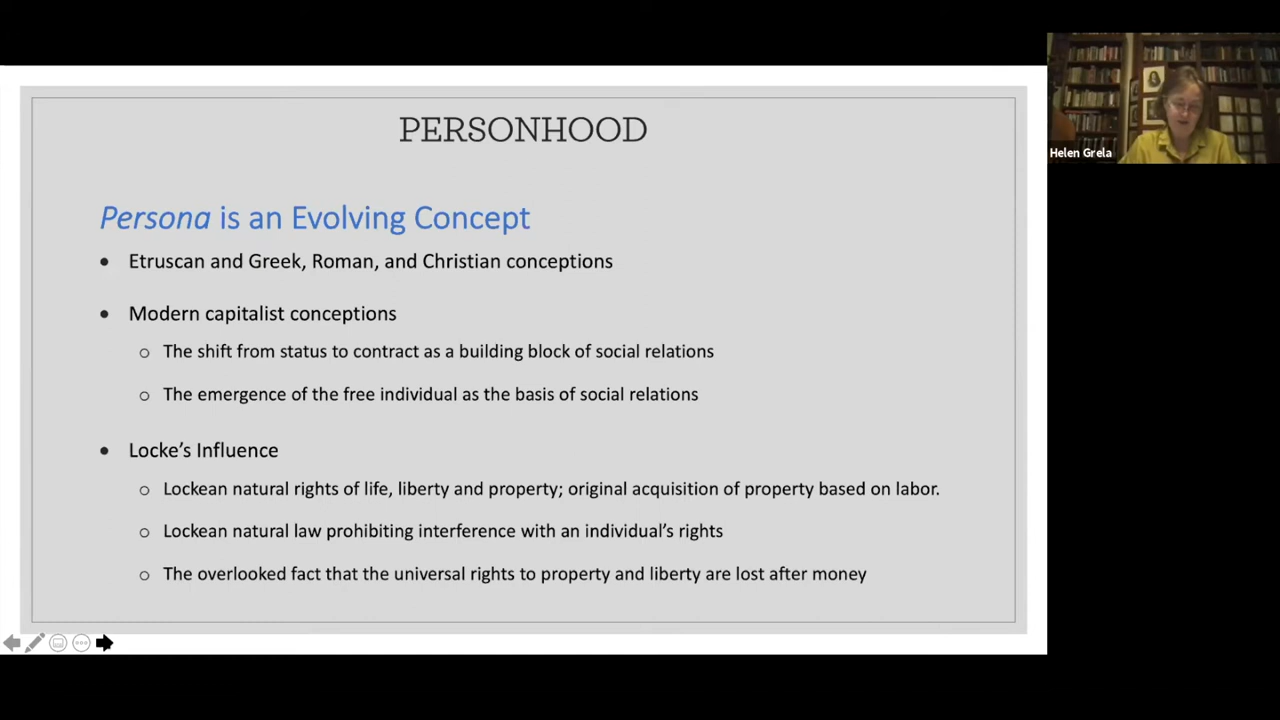 PERSONHOOD
Persona is an Evolving Concept
• Etruscan and Greek, Roman, and Christian conceptions
• Modern capitalist conceptions
o The shift from status to contract as a building block of social relations
o The emergence of the free individual as the basis of social relations
• Locke’s Influence
o Lockean natural rights of life, liberty and property; original acquisition of property based on labor.
o Lockean natural law prohibiting interference with an individual’s rights
o The overlooked fact that the universal rights to property and liberty are lost after money
Helen Grela